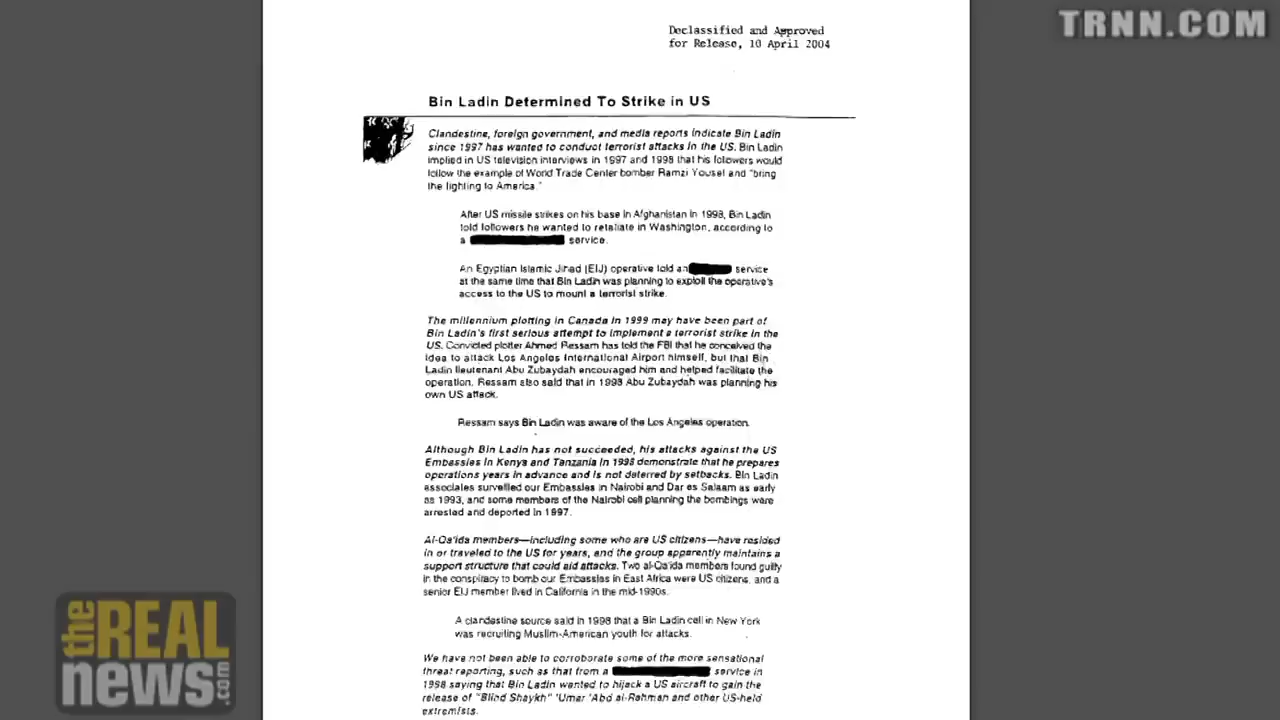 TRNN.COM
Declassified and Approved
for Release, 10 April 2004
Bin Ladin Determined To Strike in US
Clandestine, foreign government, and media reports indicate Bin Ladin
since 1997 has wanted to conduct terrorist attacks in the US. Bin Ladin
implied in US television interviews in 1997 and 1998 that his followers would
follow the example of World Trade Center bomber Ramzi Yousef and "bring
the fighting to America."
After US missile strikes on his base in Afghanistan in 1998, Bin Ladin
told followers he wanted to retaliate in Washington, according to
a service.
An Egyptian Islamic Jihad (EIJ) operative told an service
at the same time that Bin Ladin was planning to exploit the operative's
access to the US to mount a terrorist strike.
The millennium plotting in Canada in 1999 may have been part of
Bin Ladin's first serious attempt to implement a terrorist strike in the
US. Convicted plotter Ahmed Ressam has told the FBI that he conceived the
idea to attack Los Angeles International Airport himself, but that Bin
Ladin lieutenant Abu Zubaydah encouraged him and helped facilitate the
operation. Ressam also said that in 1998 Abu Zubaydah was planning his
own US attack.
Ressam says Bin Ladin was aware of the Los Angeles operation.
Although Bin Ladin has not succeeded, his attacks against the US
Embassies in Kenya and Tanzania in 1998 demonstrate that he prepares
operations years in advance and is not deterred by setbacks. Bin Ladin
associates surveilled our Embassies in Nairobi and Dar es Salaam as early
as 1993, and some members of the Nairobi cell planning the bombings were
arrested and deported in 1997.
Al-Qa'ida members—including some who are US citizens—have resided
in or traveled to the US for years, and the group apparently maintains a
support structure that could aid attacks. Two al-Qa'ida members found guilty
in the conspiracy to bomb our Embassies in East Africa were US citizens, and a
senior EIJ member lived in California in the mid-1990s.
A clandestine source said in 1998 that a Bin Ladin cell in New York
was recruiting Muslim-American youth for attacks.
We have not been able to corroborate some of the more sensational
threat reporting, such as that from a service in
1998 saying that Bin Ladin wanted to hijack a US aircraft to gain the
release of "Blind Shaykh" 'Umar 'Abd al-Rahman and other US-held
extremists.
the REAL
news.com